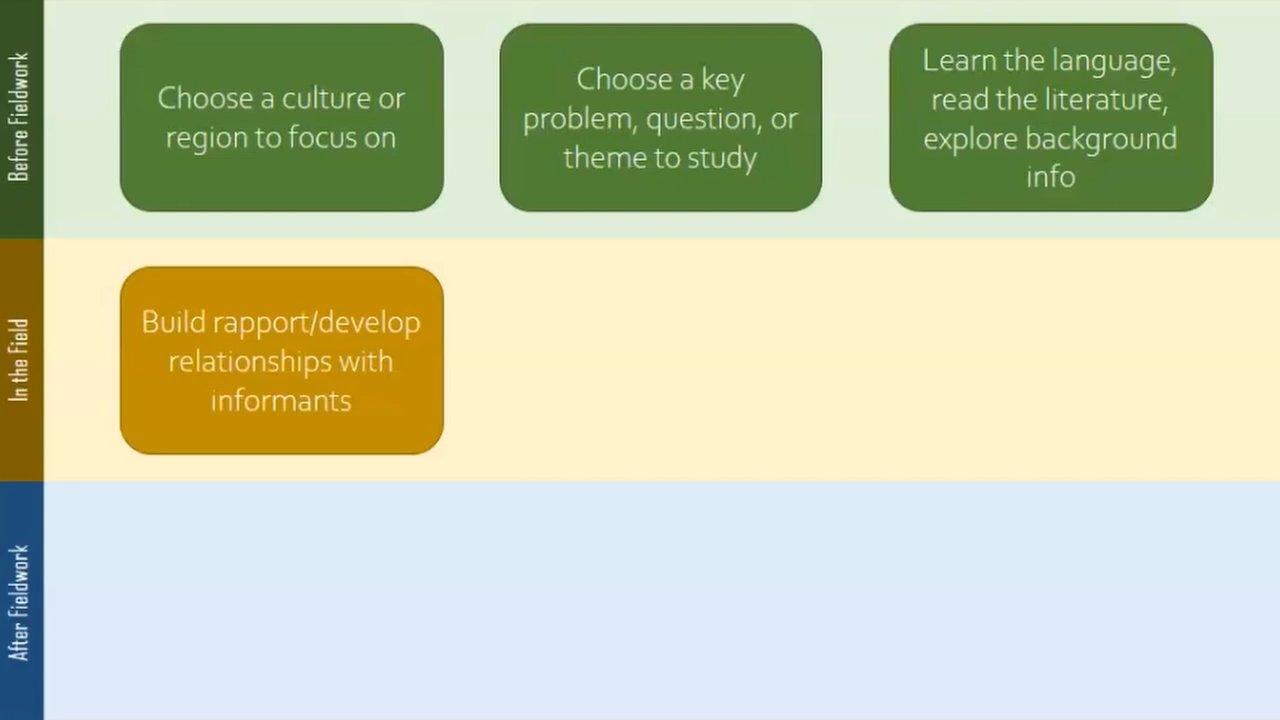 Before Fieldwork
Choose a culture or
region to focus on
Choose a key
problem, question, or
theme to study
Learn the language,
read the literature,
explore background
info
In the Field
Build rapport/develop
relationships with
informants
After Fieldwork